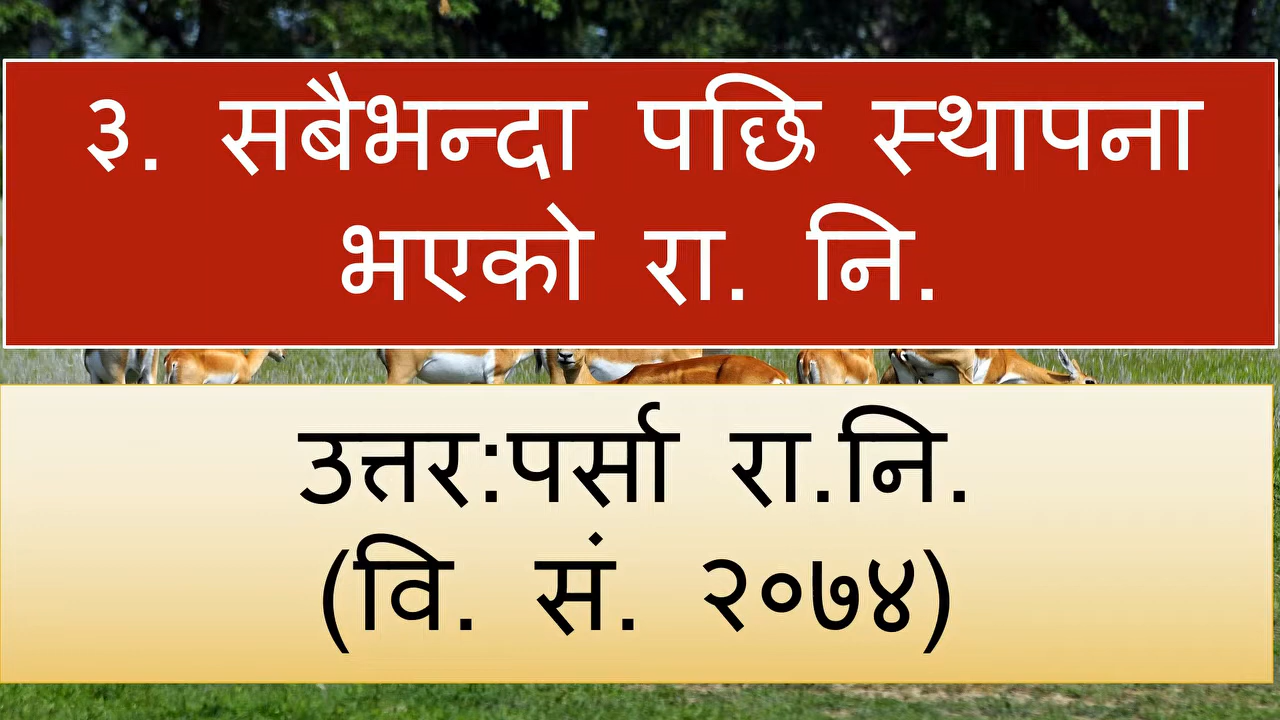 ३. सबैभन्दा पछि स्थापना
भएको रा. नि.
उत्तर:पर्सा रा.नि.
(वि. सं. २०७४)